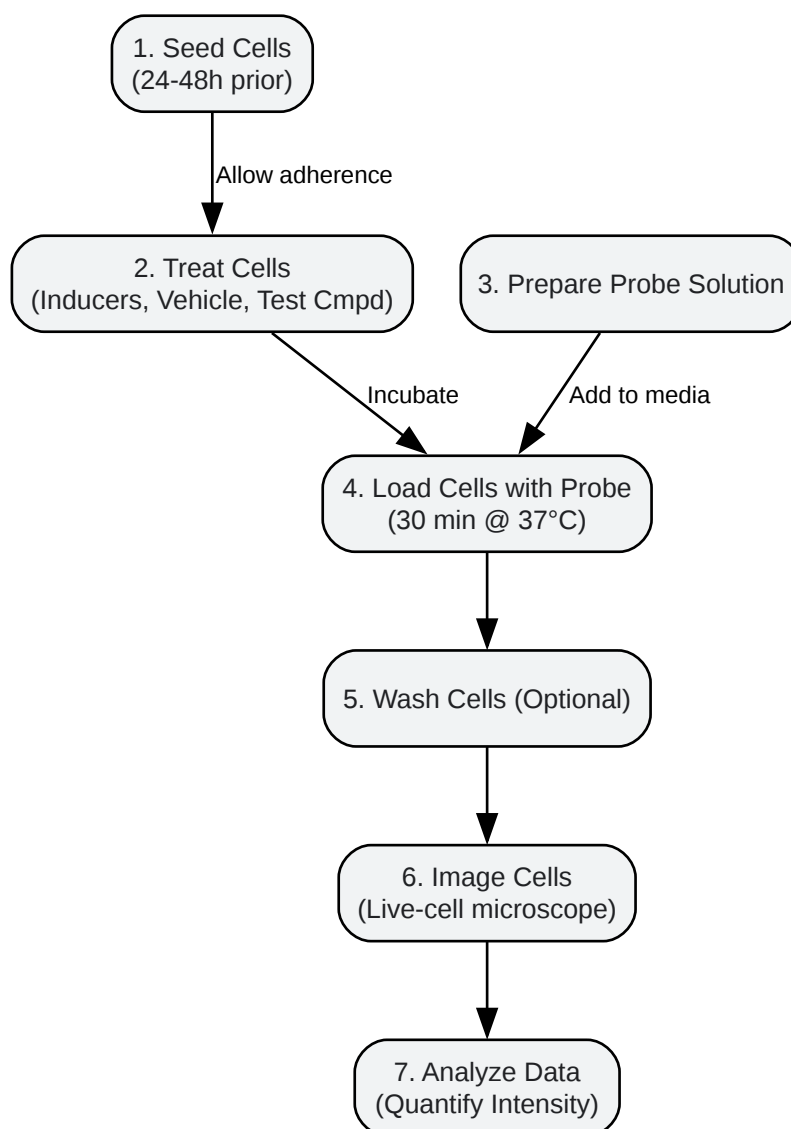 1. Seed Cells
(24-48h prior)
Allow adherence
2. Treat Cells
(Inducers, Vehicle, Test Cmpd)
3. Prepare Probe Solution
Incubate
Add to media
4. Load Cells with Probe
(30 min @ 37°C)
5. Wash Cells (Optional)
6. Image Cells
(Live-cell microscope)
7. Analyze Data
(Quantify Intensity)